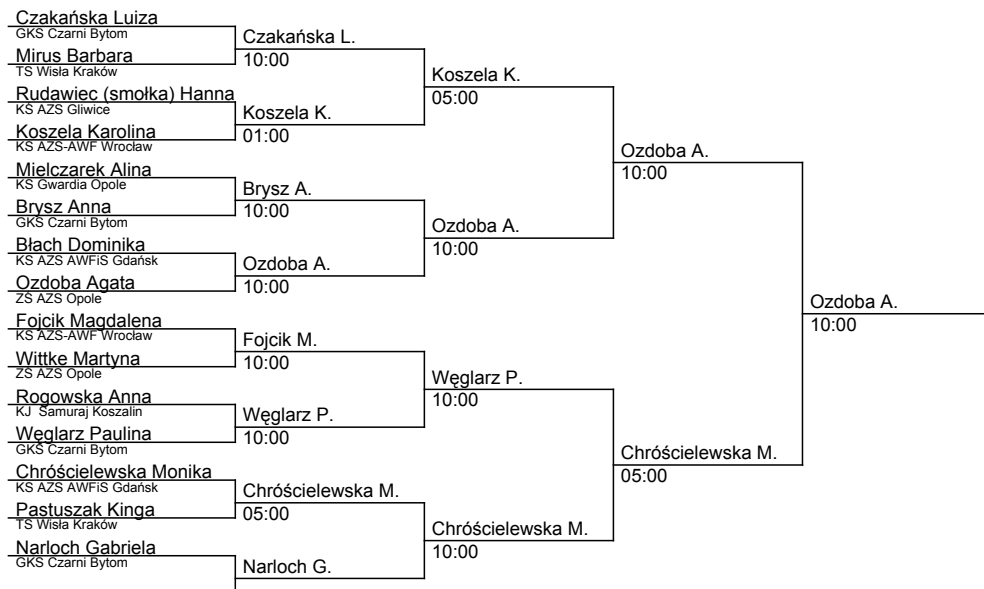 Czakańska Luiza
GKS Czarni Bytom
Mirus Barbara
TS Wisła Kraków
Rudawiec (smołka) Hanna
KŚ AZS Gliwice
Koszela Karolina
KS AZS-AWF Wrocław
Mielczarek Alina
KS Gwardia Opole
Brysz Anna
GKS Czarni Bytom
Błach Dominika
KS AZS AWFiS Gdańsk
Ozdoba Agata
ZŚ AZS Opole
Fojcik Magdalena
KS AZS-AWF Wrocław
Wittke Martyna
ZŚ AZS Opole
Rogowska Anna
KJ Samuraj Koszalin
Węglarz Paulina
GKS Czarni Bytom
Chróścielewska Monika
KS AZS AWFiS Gdańsk
Pastuszak Kinga
TS Wisła Kraków
Narloch Gabriela
GKS Czarni Bytom
Czakańska L.
10:00
Koszela K.
01:00
Brysz A.
10:00
Ozdoba A.
10:00
Fojcik M.
10:00
Węglarz P.
10:00
Chróścielewska M.
05:00
Narloch G.
Koszela K.
05:00
Ozdoba A.
10:00
Węglarz P.
10:00
Chróścielewska M.
10:00
Ozdoba A.
10:00
Chróścielewska M.
05:00
Ozdoba A.
10:00